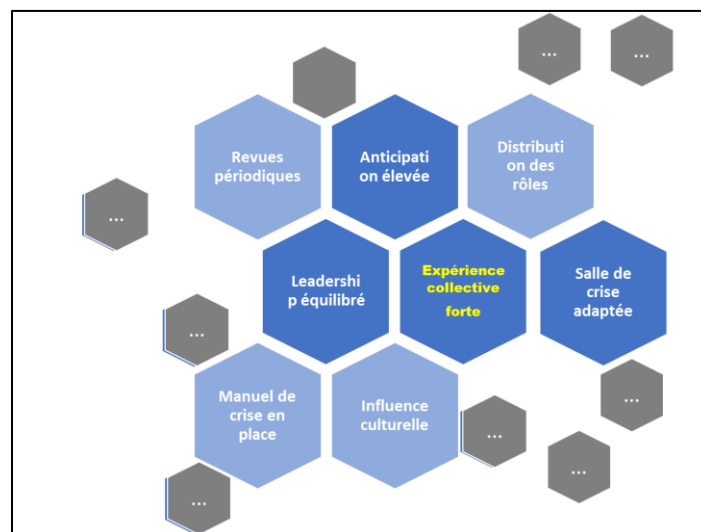 ...
...
Revues
périodiques
Anticipati
on élevée
Distributi
on des
rôles
...
Leadershi
p équilibré
Expérience
collective
forte
Salle de
crise
adaptée
...
Manuel de
crise en
place
Influence
culturelle
...
...
...
...